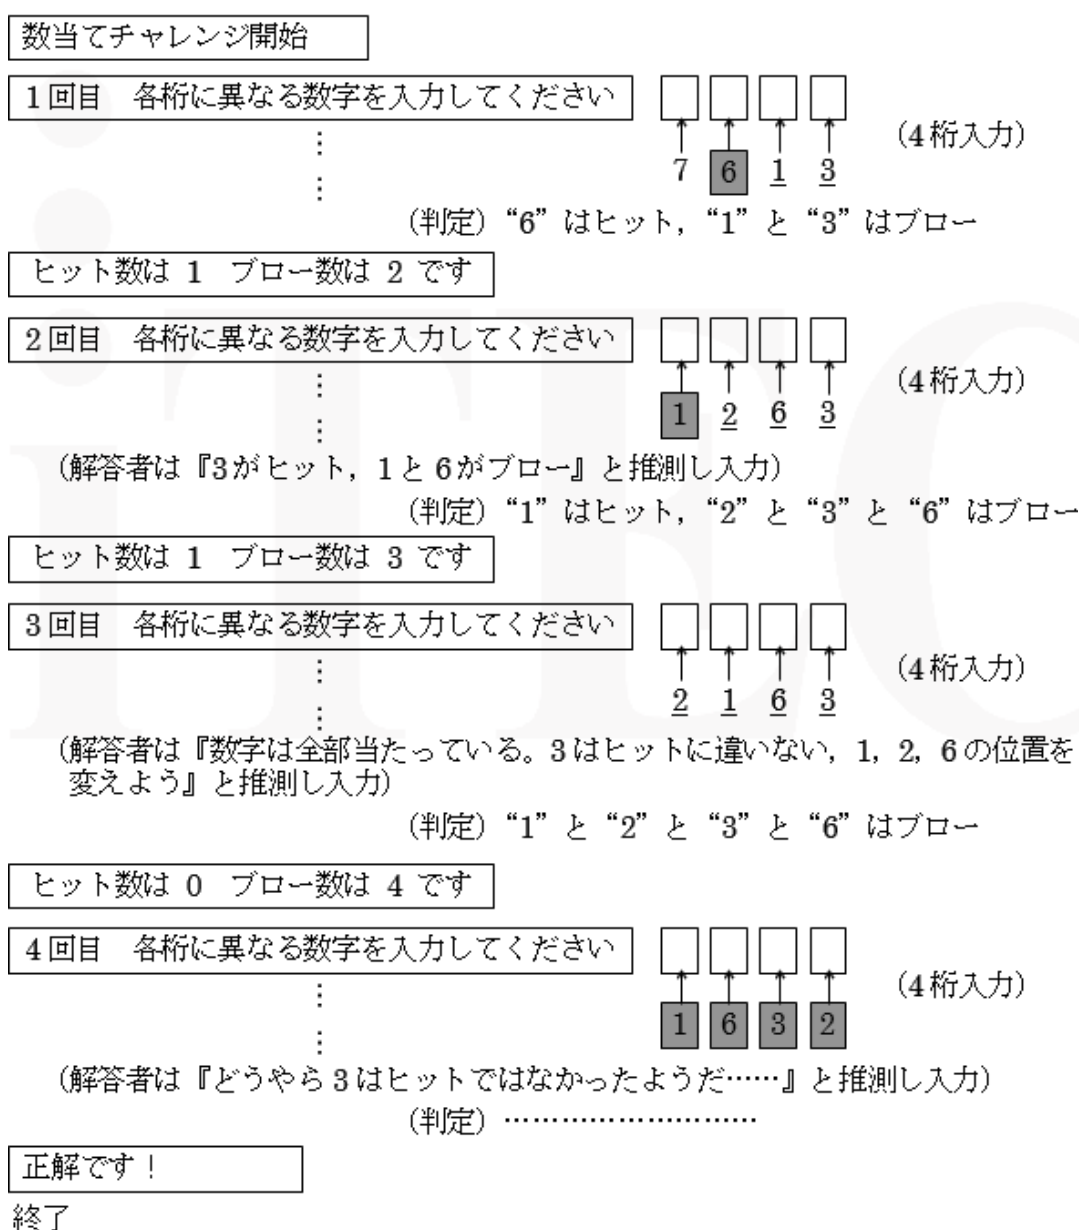 数当てチャレンジ開始
1回目　各桁に異なる数字を入力してください
（4桁入力）
7 6 1 3
（判定）“6”はヒット，“1”と“3”はブロー
ヒット数は 1　ブロー数は 2 です
2回目　各桁に異なる数字を入力してください
（4桁入力）
1 2 6 3
（解答者は『3がヒット，1と6がブロー』と推測し入力）
（判定）“1”はヒット，“2”と“3”と“6”はブロー
ヒット数は 1　ブロー数は 3 です
3回目　各桁に異なる数字を入力してください
（4桁入力）
2 1 6 3
（解答者は『数字は全部当たっている。3はヒットに違いない，1，2，6の位置を
変えよう』と推測し入力）
（判定）“1”と“2”と“3”と“6”はブロー
ヒット数は 0　ブロー数は 4 です
4回目　各桁に異なる数字を入力してください
（4桁入力）
1 6 3 2
（解答者は『どうやら3はヒットではなかったようだ……』と推測し入力）
（判定）………………………
正解です！
終了
iTEC